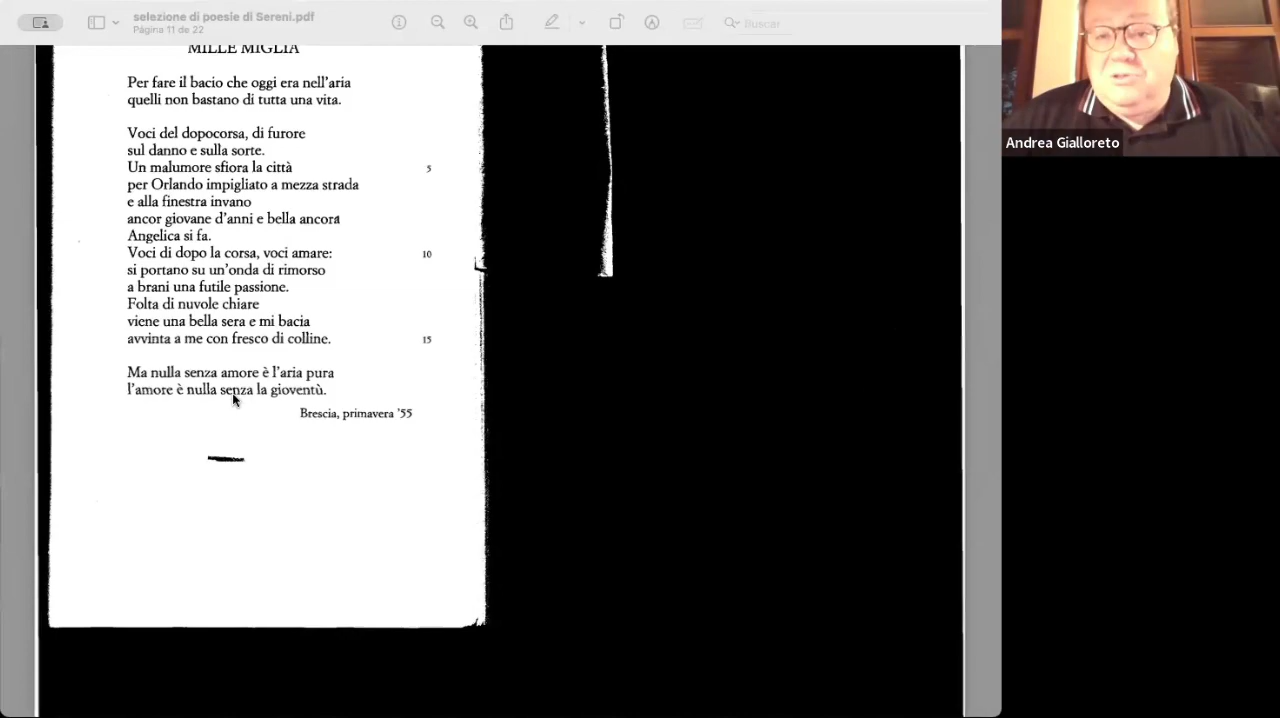 selezione di poesie di Sereni.pdf
Página 11 de 22
Buscar
MILLE MIGLIA
Per fare il bacio che oggi era nell'aria
quelli non bastano di tutta una vita.
Voci del dopocorsa, di furore
sul danno e sulla sorte.
Un malumore sfiora la città 5
per Orlando impigliato a mezza strada
e alla finestra invano
ancor giovane d'anni e bella ancora
Angelica si fa.
Voci di dopo la corsa, voci amare: 10
si portano su un'onda di rimorso
a brani una futile passione.
Folta di nuvole chiare
viene una bella sera e mi bacia
avvinta a me con fresco di colline. 15
Ma nulla senza amore è l'aria pura
l'amore è nulla senza la gioventù.
Brescia, primavera '55
Andrea Gialloreto